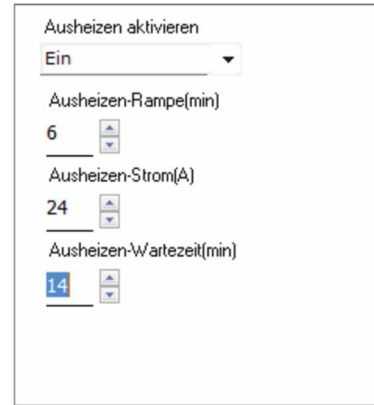 Ausheizen aktivieren
Ein
Ausheizen-Rampe(min)
6
Ausheizen-Strom(A)
24
Ausheizen-Wartezeit(min)
14